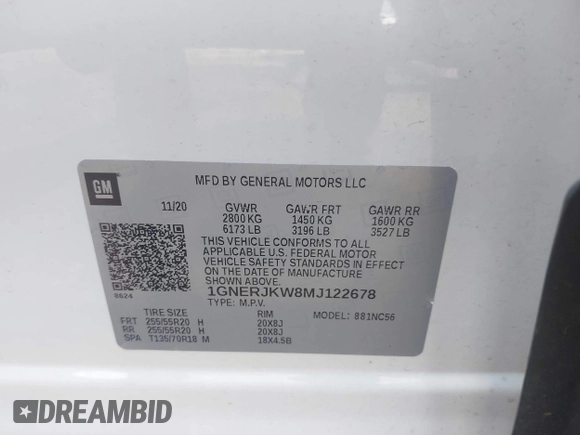 GM
MFD BY GENERAL MOTORS LLC
11/20 GVWR GAWR FRT GAWR RR
2800 KG 1450 KG 1600 KG
6173 LB 3196 LB 3527 LB
THIS VEHICLE CONFORMS TO ALL
APPLICABLE U.S. FEDERAL MOTOR
VEHICLE SAFETY STANDARDS IN EFFECT
ON THE DATE OF MANUFACTURE
SHOWN ABOVE.
8624 1GNERJKW8MJ122678
TYPE: M.P.V.
TIRE SIZE RIM MODEL: 881NC56
FRT 255/55R20 H 20X8J
RR 255/55R20 H 20X8J
SPA T135/70R18 M 18X4.5B
DREAMBID